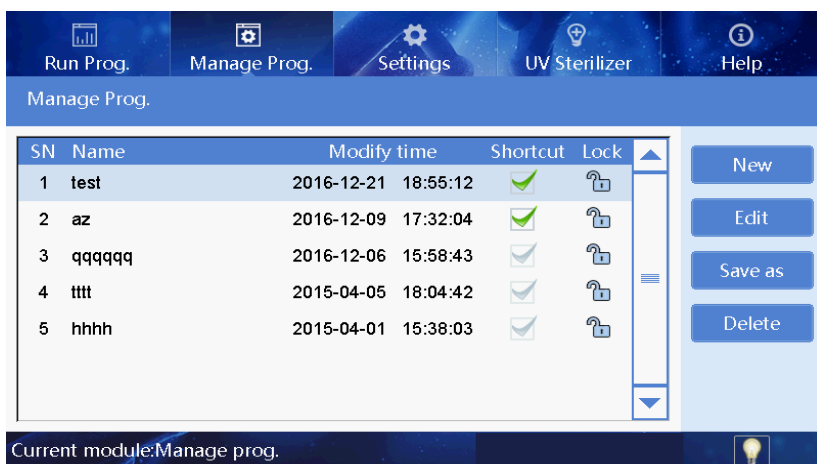 Run Prog. Manage Prog. Settings UV Sterilizer Help
Manage Prog.
SN Name Modify time Shortcut Lock
1 test 2016-12-21 18:55:12
2 az 2016-12-09 17:32:04
3 qqqqqq 2016-12-06 15:58:43
4 tttt 2015-04-05 18:04:42
5 hhhh 2015-04-01 15:38:03
New
Edit
Save as
Delete
Current module:Manage prog.